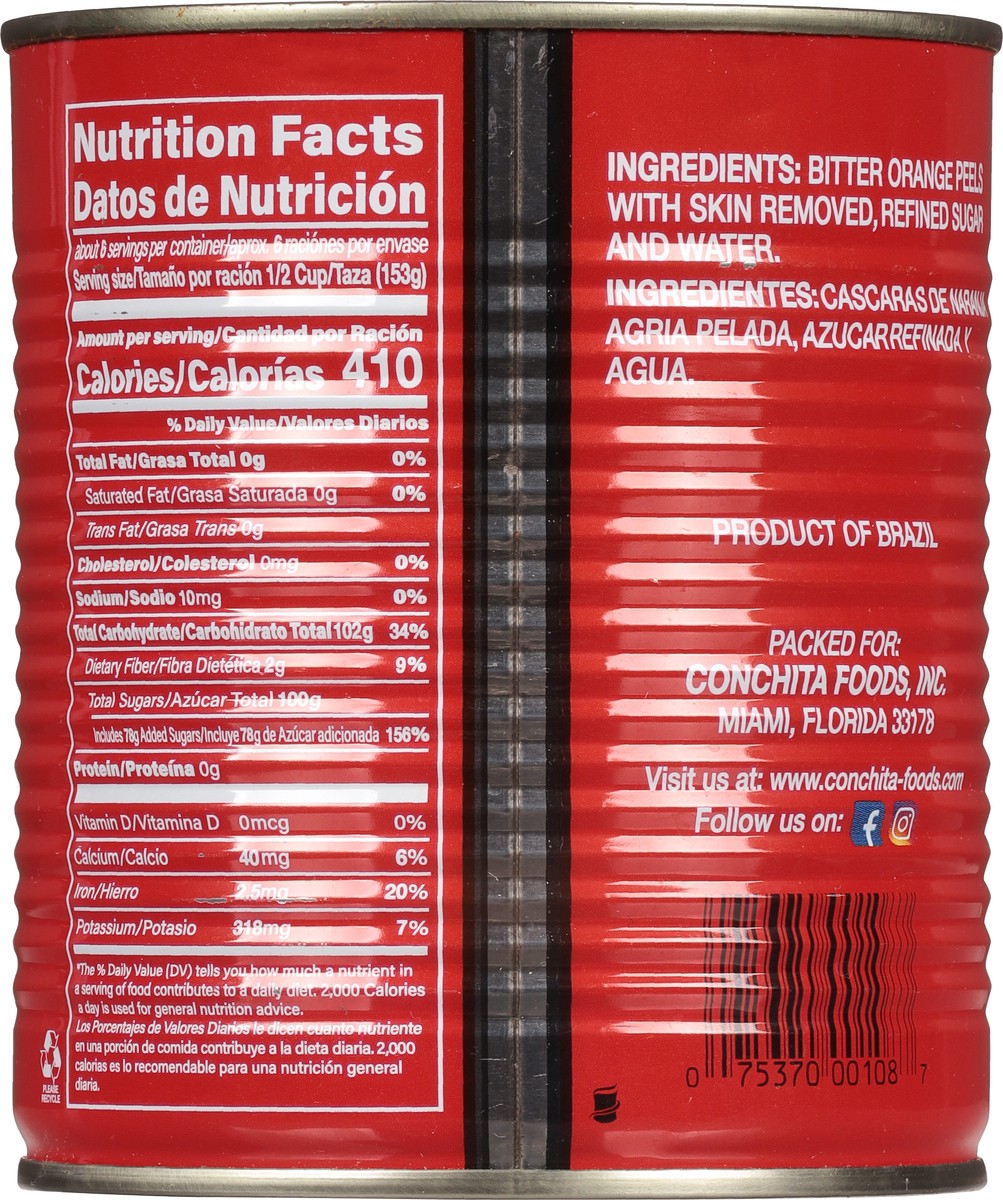 Nutrition Facts
Datos de Nutrición
about 6 servings per container/aprox. 6 raciónes por envase
Serving size/Tamaño por ración 1/2 Cup/Taza (153g)
Amount per serving/Cantidad por Ración
Calories/Calorías 410
% Daily Value/Valores Diarios
Total Fat/Grasa Total 0g 0%
Saturated Fat/Grasa Saturada 0g 0%
Trans Fat/Grasa Trans 0g
Cholesterol/Colesterol 0mg 0%
Sodium/Sodio 10mg 0%
Total Carbohydrate/Carbohidrato Total 102g 34%
Dietary Fiber/Fibra Dietética 2g 9%
Total Sugars/Azúcar Total 100g
Includes 78g Added Sugars/Incluye 78g de Azúcar adicionada 156%
Protein/Proteína 0g
Vitamin D/Vitamina D 0mcg 0%
Calcium/Calcio 40mg 6%
Iron/Hierro 2.5mg 20%
Potassium/Potasio 318mg 7%
*The % Daily Value (DV) tells you how much a nutrient in
a serving of food contributes to a daily diet. 2,000 Calories
a day is used for general nutrition advice.
Los Porcentajes de Valores Diarios le dicen cuanto nutriente
en una porción de comida contribuye a la dieta diaria. 2,000
calorias es lo recomendable para una nutrición general
diaria.
PLEASE
RECYCLE
INGREDIENTS: BITTER ORANGE PEELS
WITH SKIN REMOVED, REFINED SUGAR
AND WATER.
INGREDIENTES: CASCARAS DE NARANJA
AGRIA PELADA, AZUCAR REFINADA Y
AGUA.
PRODUCT OF BRAZIL
PACKED FOR:
CONCHITA FOODS, INC.
MIAMI, FLORIDA 33178
Visit us at: www.conchita-foods.com
Follow us on:
0 75370 00108 7